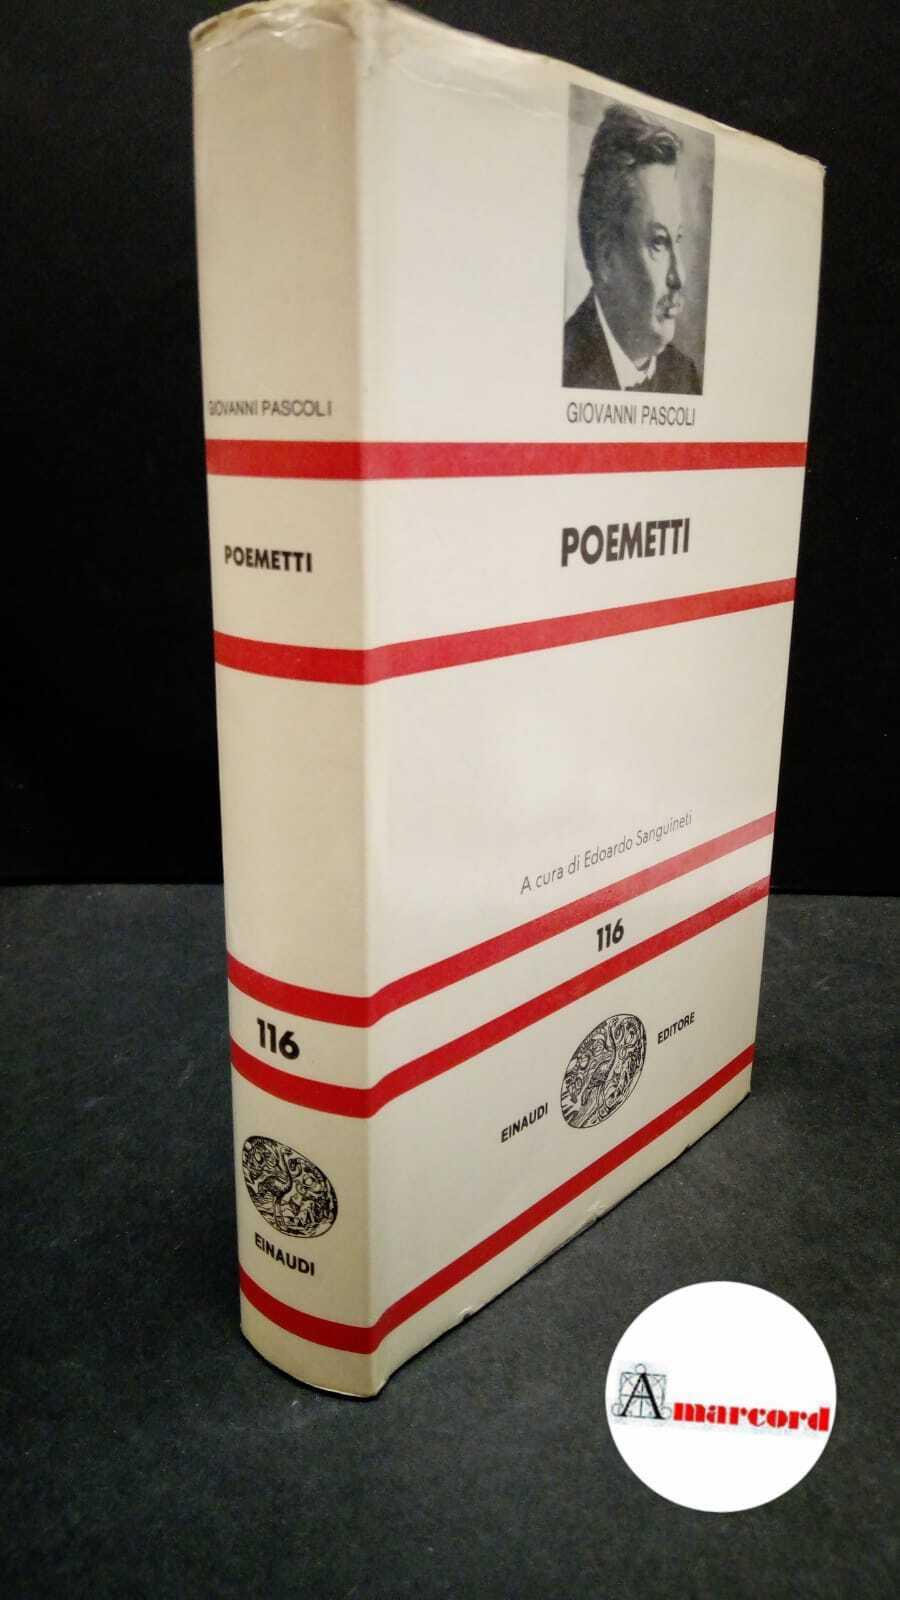 GIOVANNI PASCOLI
POEMETTI
116
EINAUDI
GIOVANNI PASCOLI
POEMETTI
A cura di Edoardo Sanguineti
116
EINAUDI
EDITORE
Amarcord